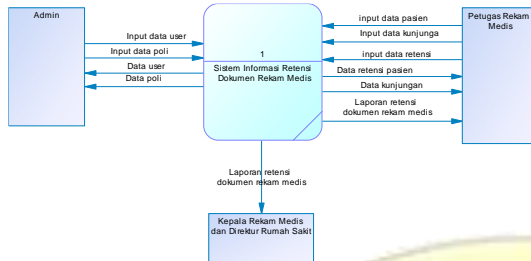 Admin
Input data user
Input data poli
Data user
Data poli
1
Sistem Informasi Retensi
Dokumen Rekam Medis
input data pasien
Input data kunjunga
input data retensi
Data retensi pasien
Data kunjungan
Laporan retensi
dokumen rekam medis
Petugas Rekam
Medis
Laporan retensi
dokumen rekam medis
Kepala Rekam Medis
dan Direktur Rumah Sakit